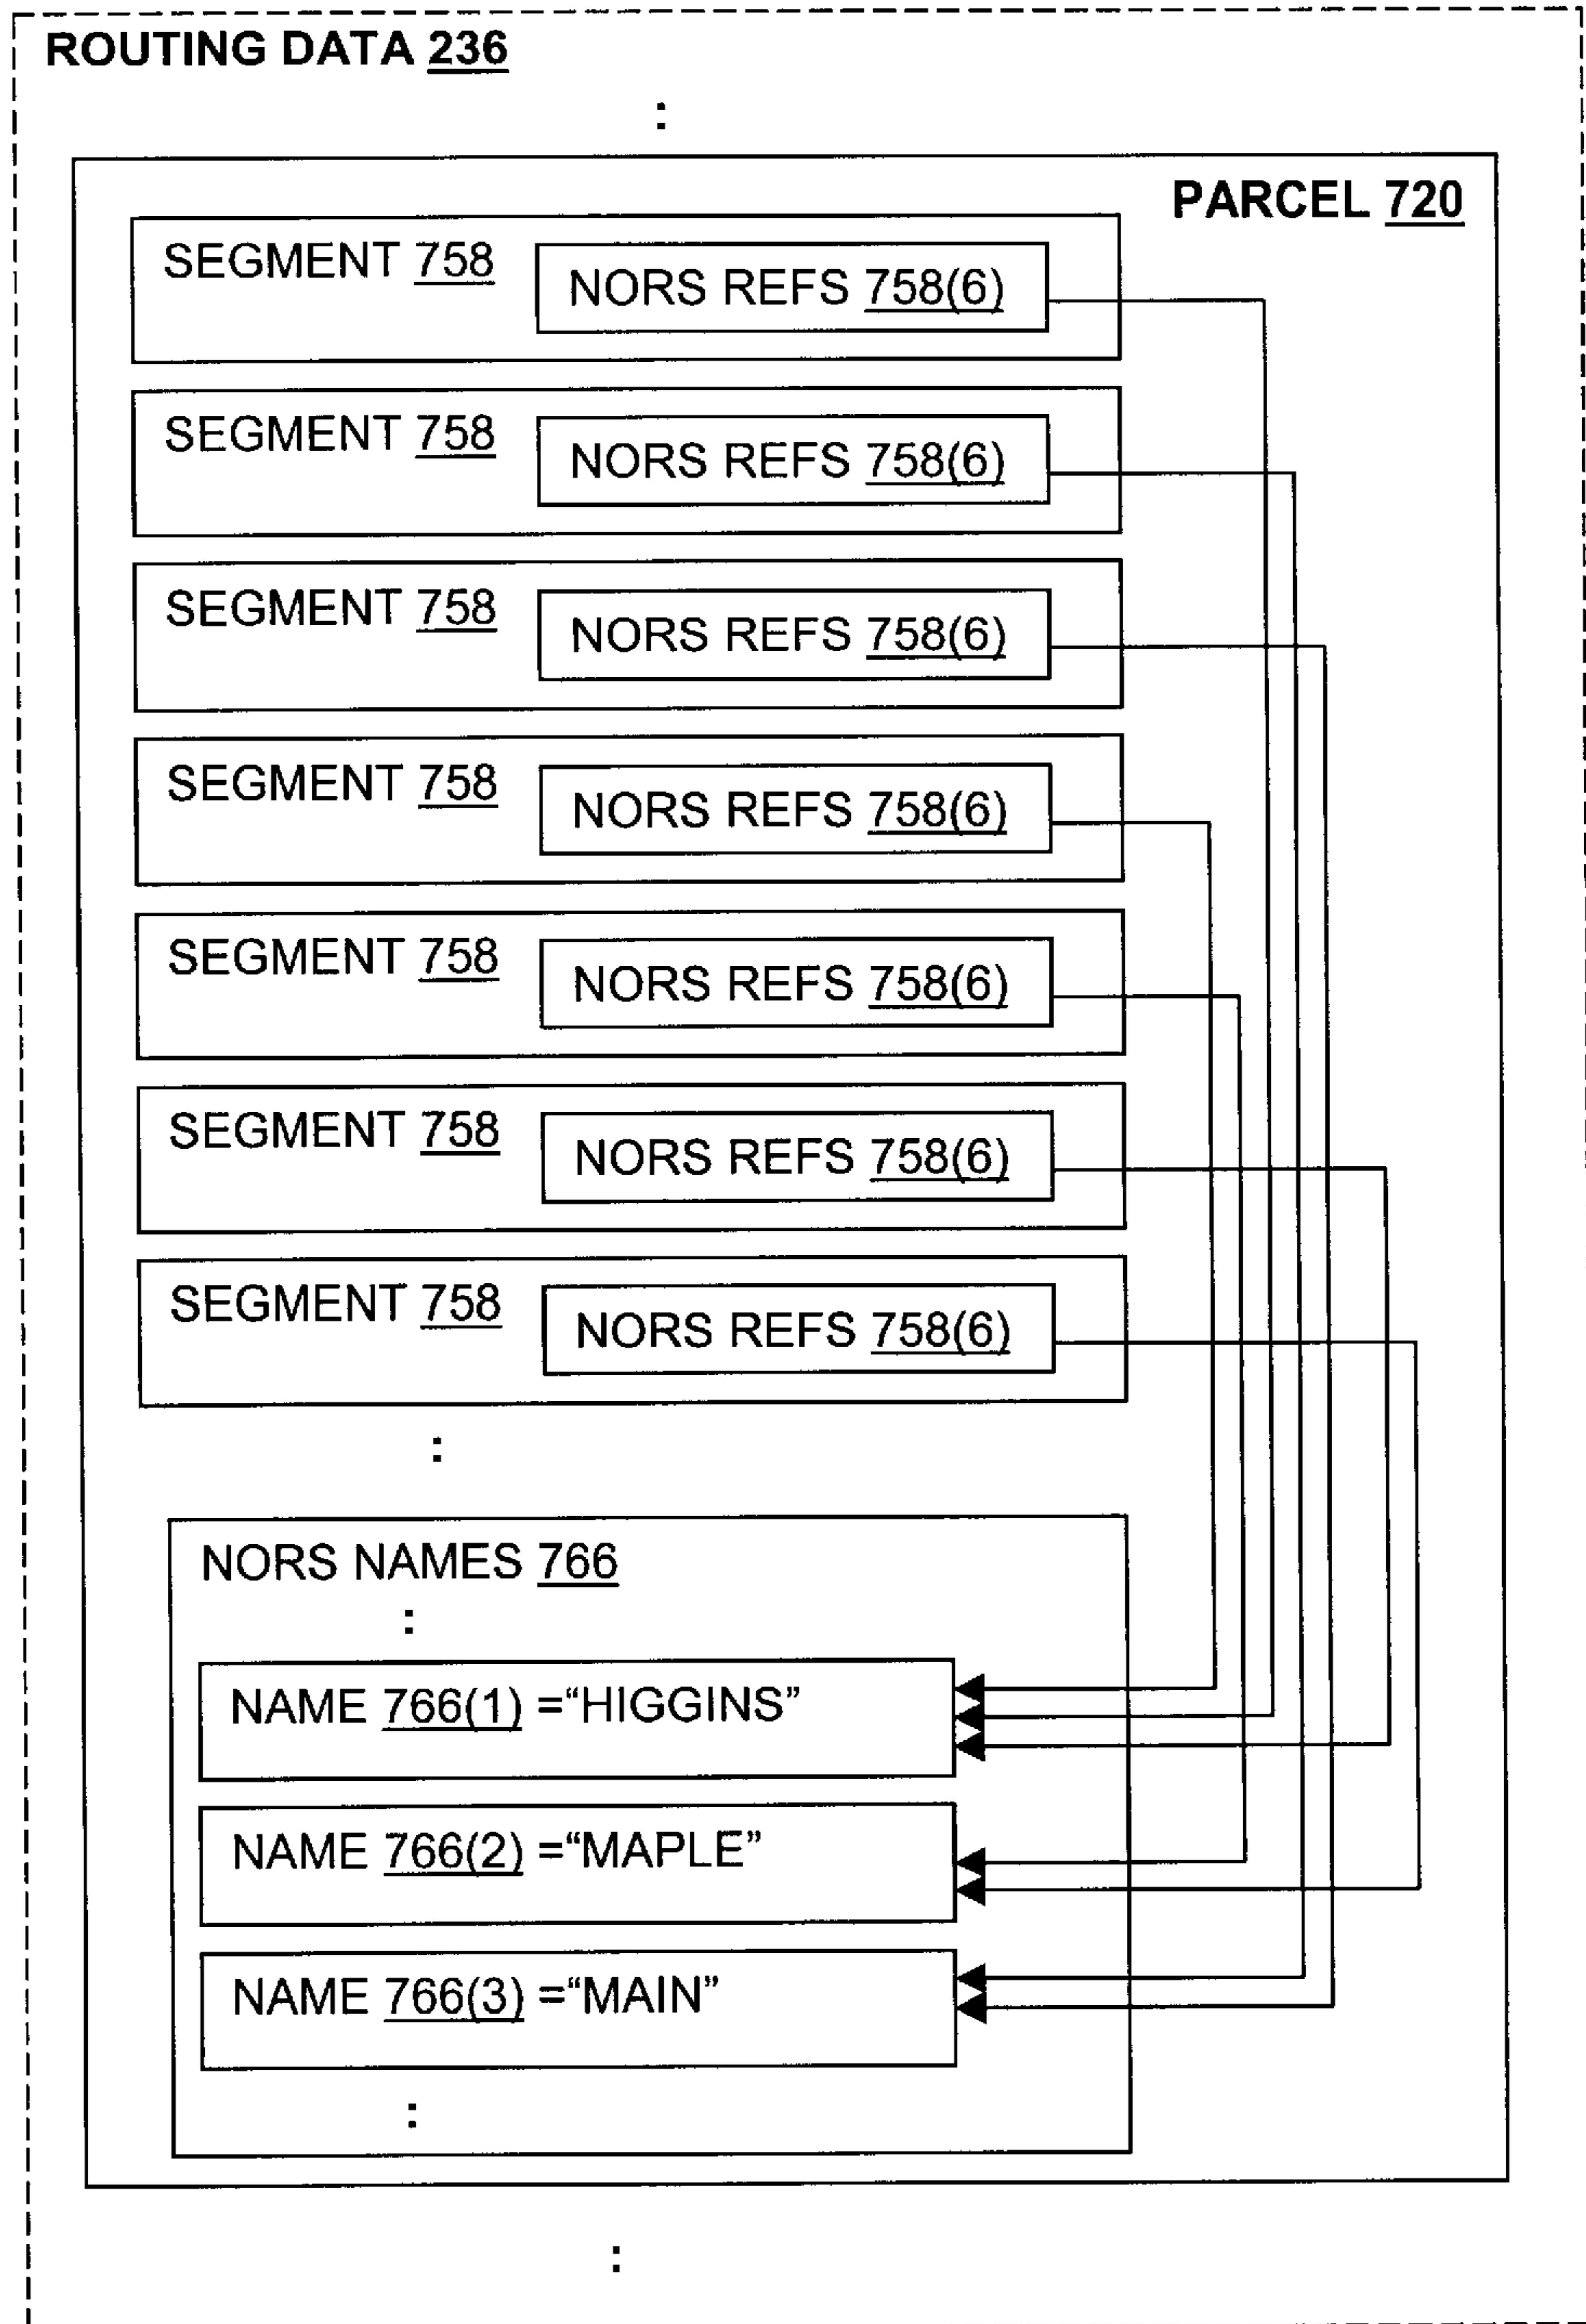 ROUTING DATA 236
:
PARCEL 720
SEGMENT 758 NORS REFS 758(6)
SEGMENT 758 NORS REFS 758(6)
SEGMENT 758 NORS REFS 758(6)
SEGMENT 758 NORS REFS 758(6)
SEGMENT 758 NORS REFS 758(6)
SEGMENT 758 NORS REFS 758(6)
SEGMENT 758 NORS REFS 758(6)
:
NORS NAMES 766
:
NAME 766(1) =“HIGGINS”
NAME 766(2) =“MAPLE”
NAME 766(3) =“MAIN”
:
: